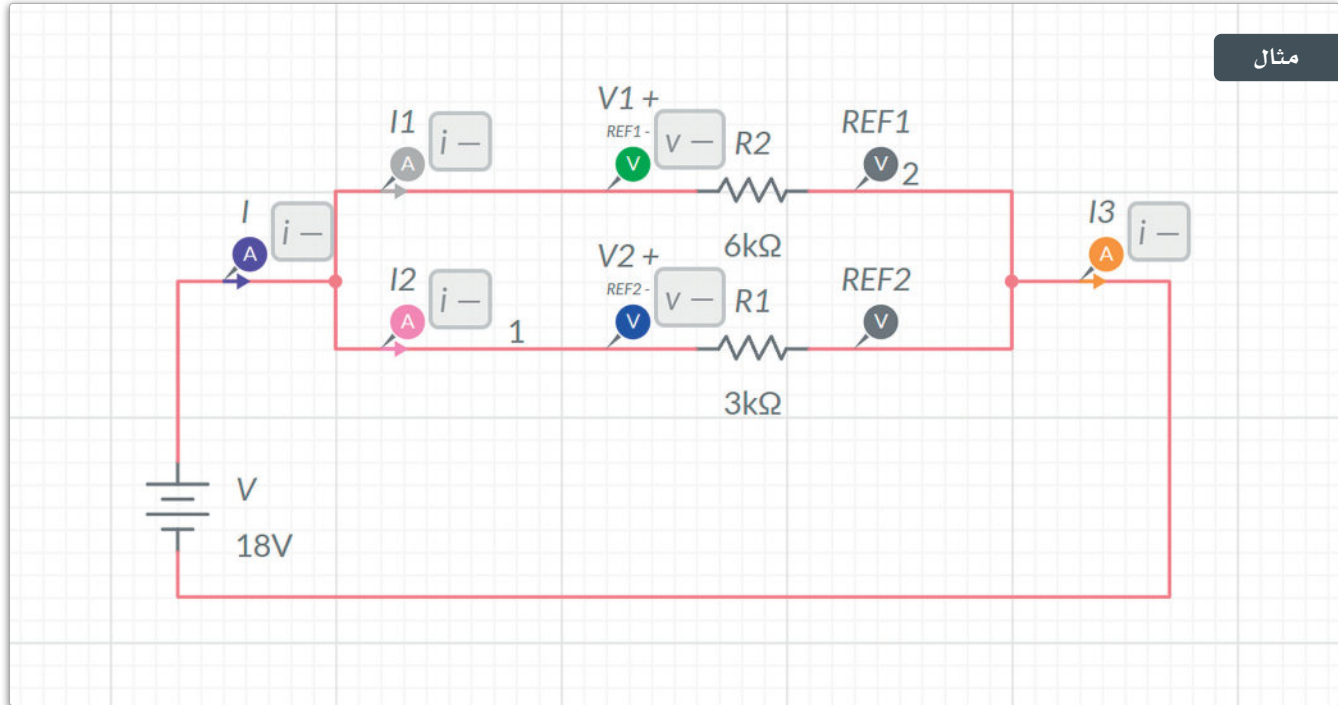 مثال
V1 +
I1
i –
REF1 -
V
v –
R2
REF1
A
V
2
I
i –
A
6kΩ
I3
i –
A
I2
i –
V2 +
REF2 -
V
v –
R1
REF2
A
V
1
3kΩ
V
18V